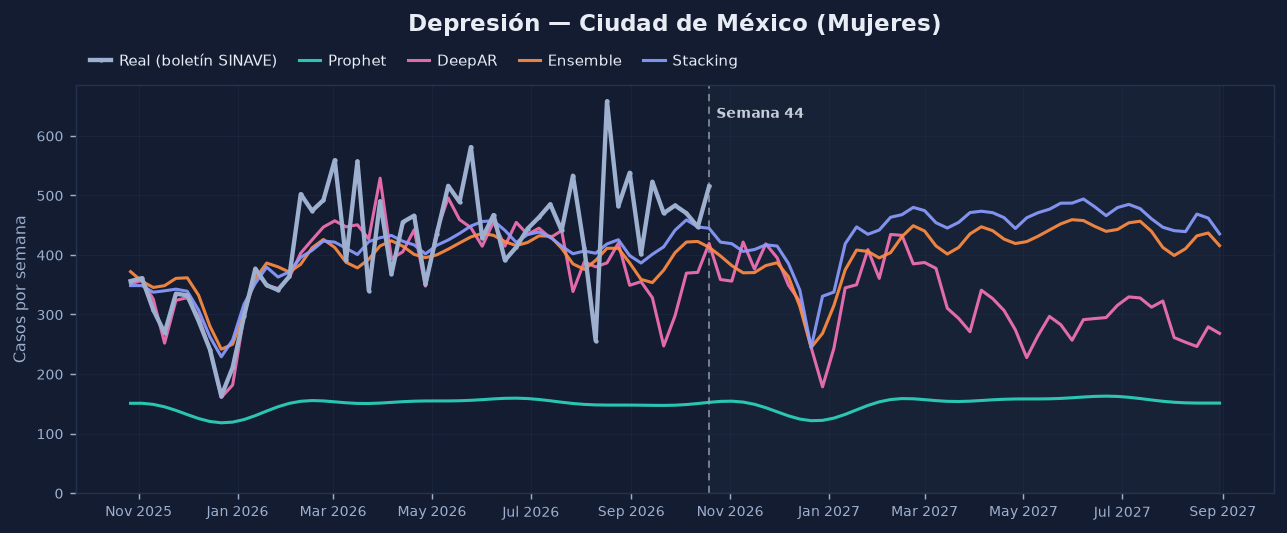 Depresión — Ciudad de México (Mujeres)
Real (boletín SINAVE) Prophet DeepAR Ensemble Stacking
Semana 44
Casos por semana
600
500
400
300
200
100
0
Nov 2025 Jan 2026 Mar 2026 May 2026 Jul 2026 Sep 2026 Nov 2026 Jan 2027 Mar 2027 May 2027 Jul 2027 Sep 2027